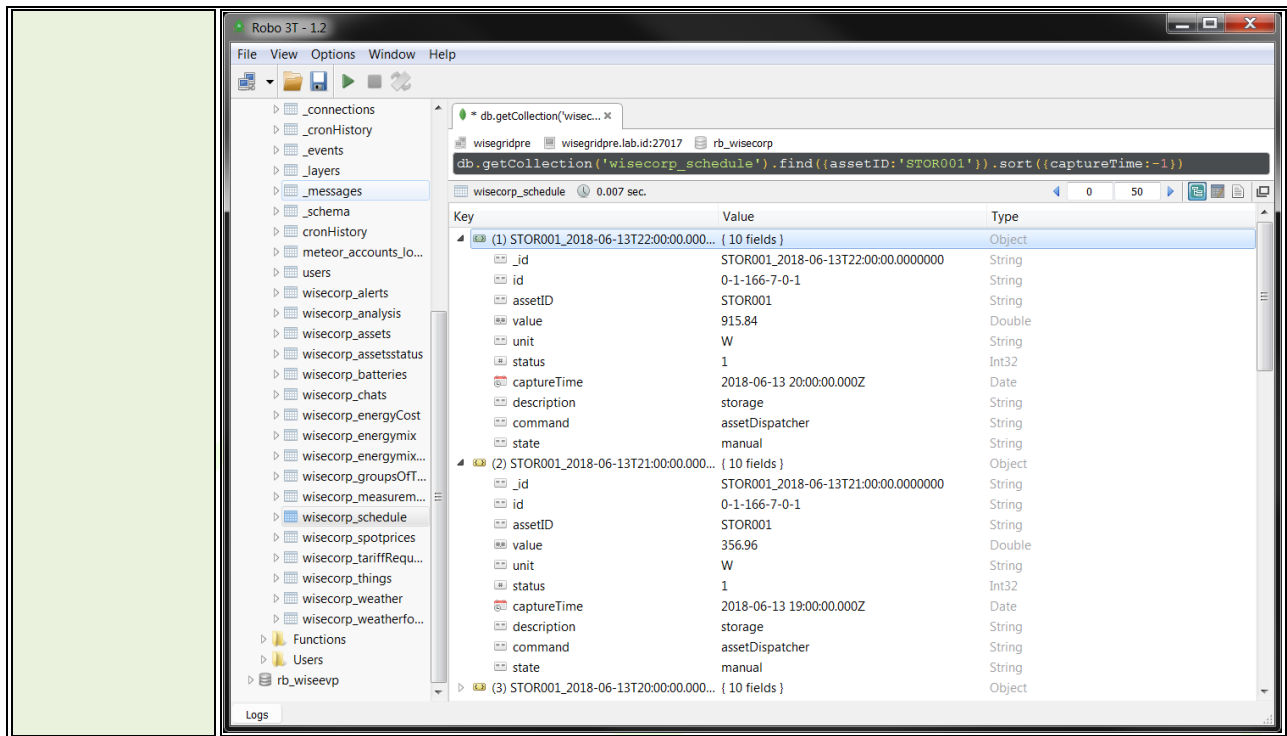 Robo 3T - 1.2
File View Options Window Help
_connections
_cronHistory
_events
_layers
_messages
_schema
cronHistory
meteor_accounts_lo...
users
wisecorp_alerts
wisecorp_analysis
wisecorp_assets
wisecorp_assetsstatus
wisecorp_batteries
wisecorp_chats
wisecorp_energyCost
wisecorp_energymix
wisecorp_energymix...
wisecorp_groupsOfT...
wisecorp_measurem...
wisecorp_schedule
wisecorp_spotprices
wisecorp_tariffRequ...
wisecorp_things
wisecorp_weather
wisecorp_weatherfo...
Functions
Users
rb_wiseevp
Logs
* db.getCollection('wisec...
wisegridpre wisegridpre.lab.id:27017 rb_wisecorp
db.getCollection('wisecorp_schedule').find({assetID:'STOR001'}).sort({captureTime:-1})
wisecorp_schedule 0.007 sec. 0 50
Key Value Type
(1) STOR001_2018-06-13T22:00:00.000... { 10 fields } Object
_id STOR001_2018-06-13T22:00:00.0000000 String
id 0-1-166-7-0-1 String
assetID STOR001 String
value 915.84 Double
unit W String
status 1 Int32
captureTime 2018-06-13 20:00:00.000Z Date
description storage String
command assetDispatcher String
state manual String
(2) STOR001_2018-06-13T21:00:00.000... { 10 fields } Object
_id STOR001_2018-06-13T21:00:00.0000000 String
id 0-1-166-7-0-1 String
assetID STOR001 String
value 356.96 Double
unit W String
status 1 Int32
captureTime 2018-06-13 19:00:00.000Z Date
description storage String
command assetDispatcher String
state manual String
(3) STOR001_2018-06-13T20:00:00.000... { 10 fields } Object